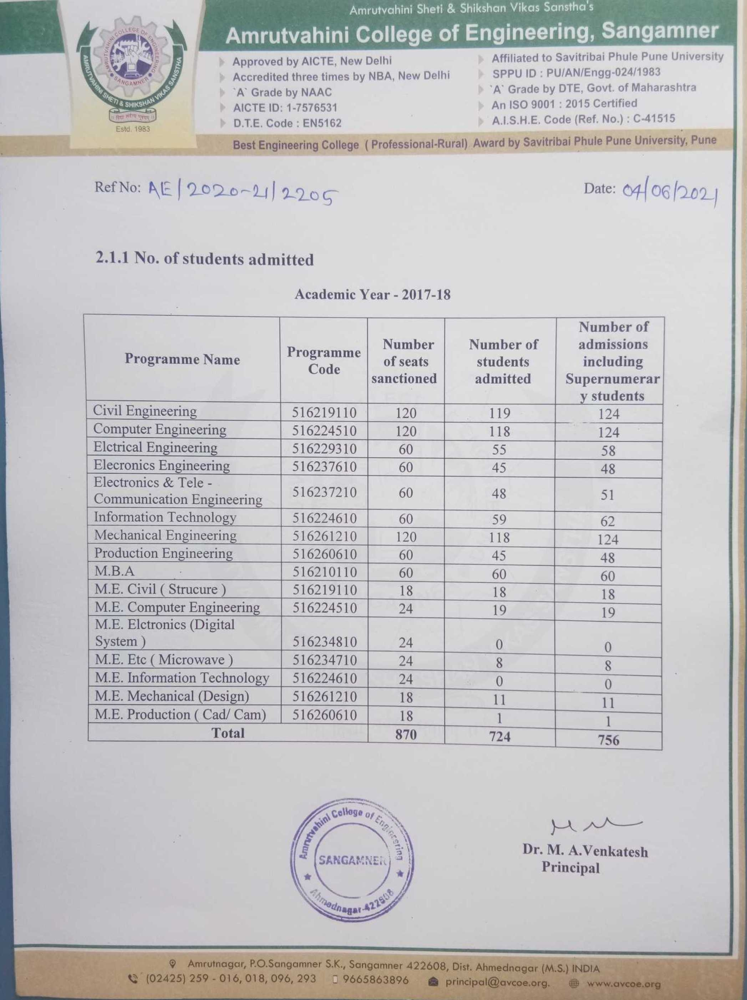 Amrutvahini Sheti & Shikshan Vikas Sanstha's
Amrutvahini College of Engineering, Sangamner
AMRUTVAHINI COLLEGE OF ENGINEERING
SANGAMNER
AMRUTVAHINI SHETI & SHIKSHAN VIKAS SANSTHA
Estd. 1983
Approved by AICTE, New Delhi
Accredited three times by NBA, New Delhi
`A` Grade by NAAC
AICTE ID: 1-7576531
D.T.E. Code : EN5162
Affiliated to Savitribai Phule Pune University
SPPU ID : PU/AN/Engg-024/1983
`A` Grade by DTE, Govt. of Maharashtra
An ISO 9001 : 2015 Certified
A.I.S.H.E. Code (Ref. No.) : C-41515
Best Engineering College ( Professional-Rural) Award by Savitribai Phule Pune University, Pune
Ref No: AE/2020-21/2205 Date: 04/06/2021
2.1.1 No. of students admitted
Academic Year - 2017-18
Programme Name
Programme
Code
Number
of seats
sanctioned
Number of
students
admitted
Number of
admissions
including
Supernumerar
y students
Civil Engineering 516219110 120 119 124
Computer Engineering 516224510 120 118 124
Elctrical Engineering 516229310 60 55 58
Elecronics Engineering 516237610 60 45 48
Electronics & Tele -
Communication Engineering 516237210 60 48 51
Information Technology 516224610 60 59 62
Mechanical Engineering 516261210 120 118 124
Production Engineering 516260610 60 45 48
M.B.A 516210110 60 60 60
M.E. Civil ( Strucure ) 516219110 18 18 18
M.E. Computer Engineering 516224510 24 19 19
M.E. Elctronics (Digital
System ) 516234810 24 0 0
M.E. Etc ( Microwave ) 516234710 24 8 8
M.E. Information Technology 516224610 24 0 0
M.E. Mechanical (Design) 516261210 18 11 11
M.E. Production ( Cad/ Cam) 516260610 18 1 1
Total 870 724 756
Amrutvahini College of Engineering
SANGAMNER
Ahmednagar-422608
Dr. M. A.Venkatesh
Principal
Amrutnagar, P.O.Sangamner S.K., Sangamner 422608, Dist. Ahmednagar (M.S.) INDIA
(02425) 259 - 016, 018, 096, 293 9665863896 principal@avcoe.org. www.avcoe.org